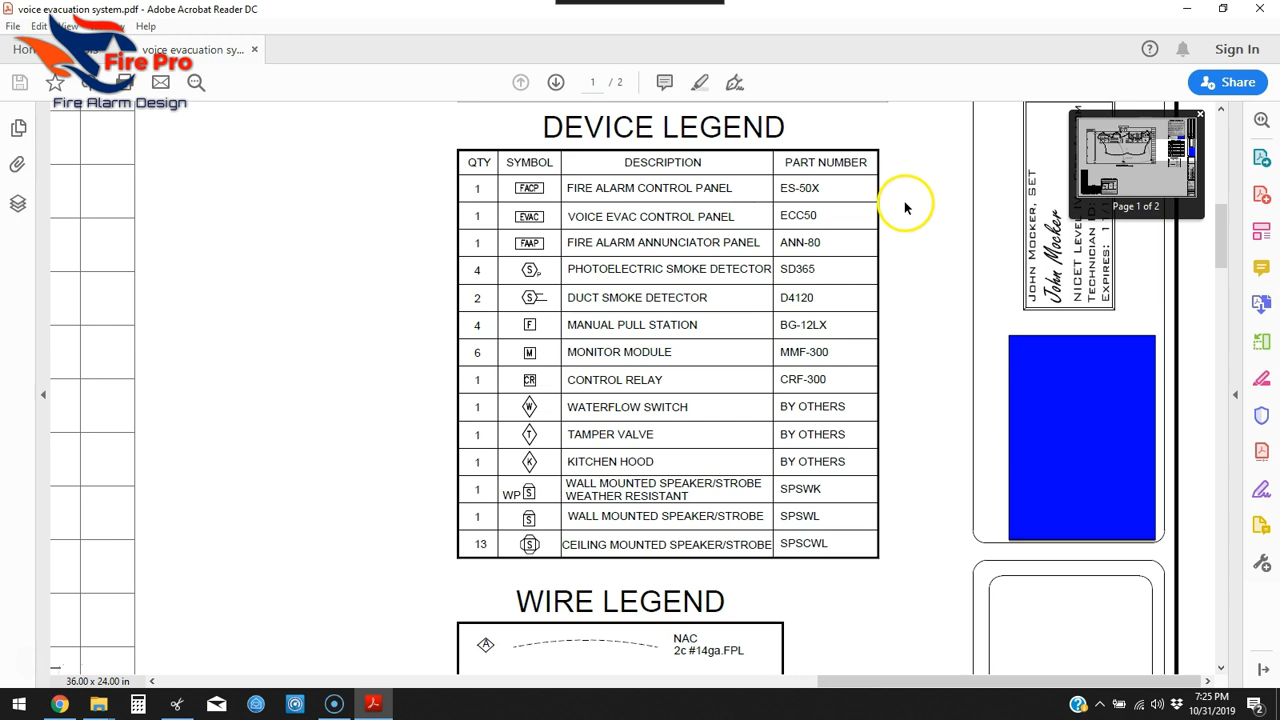 voice evacuation system.pdf - Adobe Acrobat Reader DC
File Edit View Help
voice evacuation sy...
Fire Pro
Fire Alarm Design
1 / 2
Sign In
Share
DEVICE LEGEND
QTY SYMBOL DESCRIPTION PART NUMBER
1 FACP FIRE ALARM CONTROL PANEL ES-50X
1 EVAC VOICE EVAC CONTROL PANEL ECC50
1 FAAP FIRE ALARM ANNUNCIATOR PANEL ANN-80
4 S P PHOTOELECTRIC SMOKE DETECTOR SD365
2 S DUCT SMOKE DETECTOR D4120
4 F MANUAL PULL STATION BG-12LX
6 M MONITOR MODULE MMF-300
1 CR CONTROL RELAY CRF-300
1 W WATERFLOW SWITCH BY OTHERS
1 T TAMPER VALVE BY OTHERS
1 K KITCHEN HOOD BY OTHERS
1 WP S WALL MOUNTED SPEAKER/STROBE SPSWK
WEATHER RESISTANT
1 S WALL MOUNTED SPEAKER/STROBE SPSWL
13 S CEILING MOUNTED SPEAKER/STROBE SPSCWL
WIRE LEGEND
A NAC
2c #14ga.FPL
JOHN MOCKER, SET
John Mocker
NICET LEVEL
TECHNICIAN ID:
EXPIRES: 1
Page 1 of 2
36.00 x 24.00 in
7:25 PM
10/31/2019
2